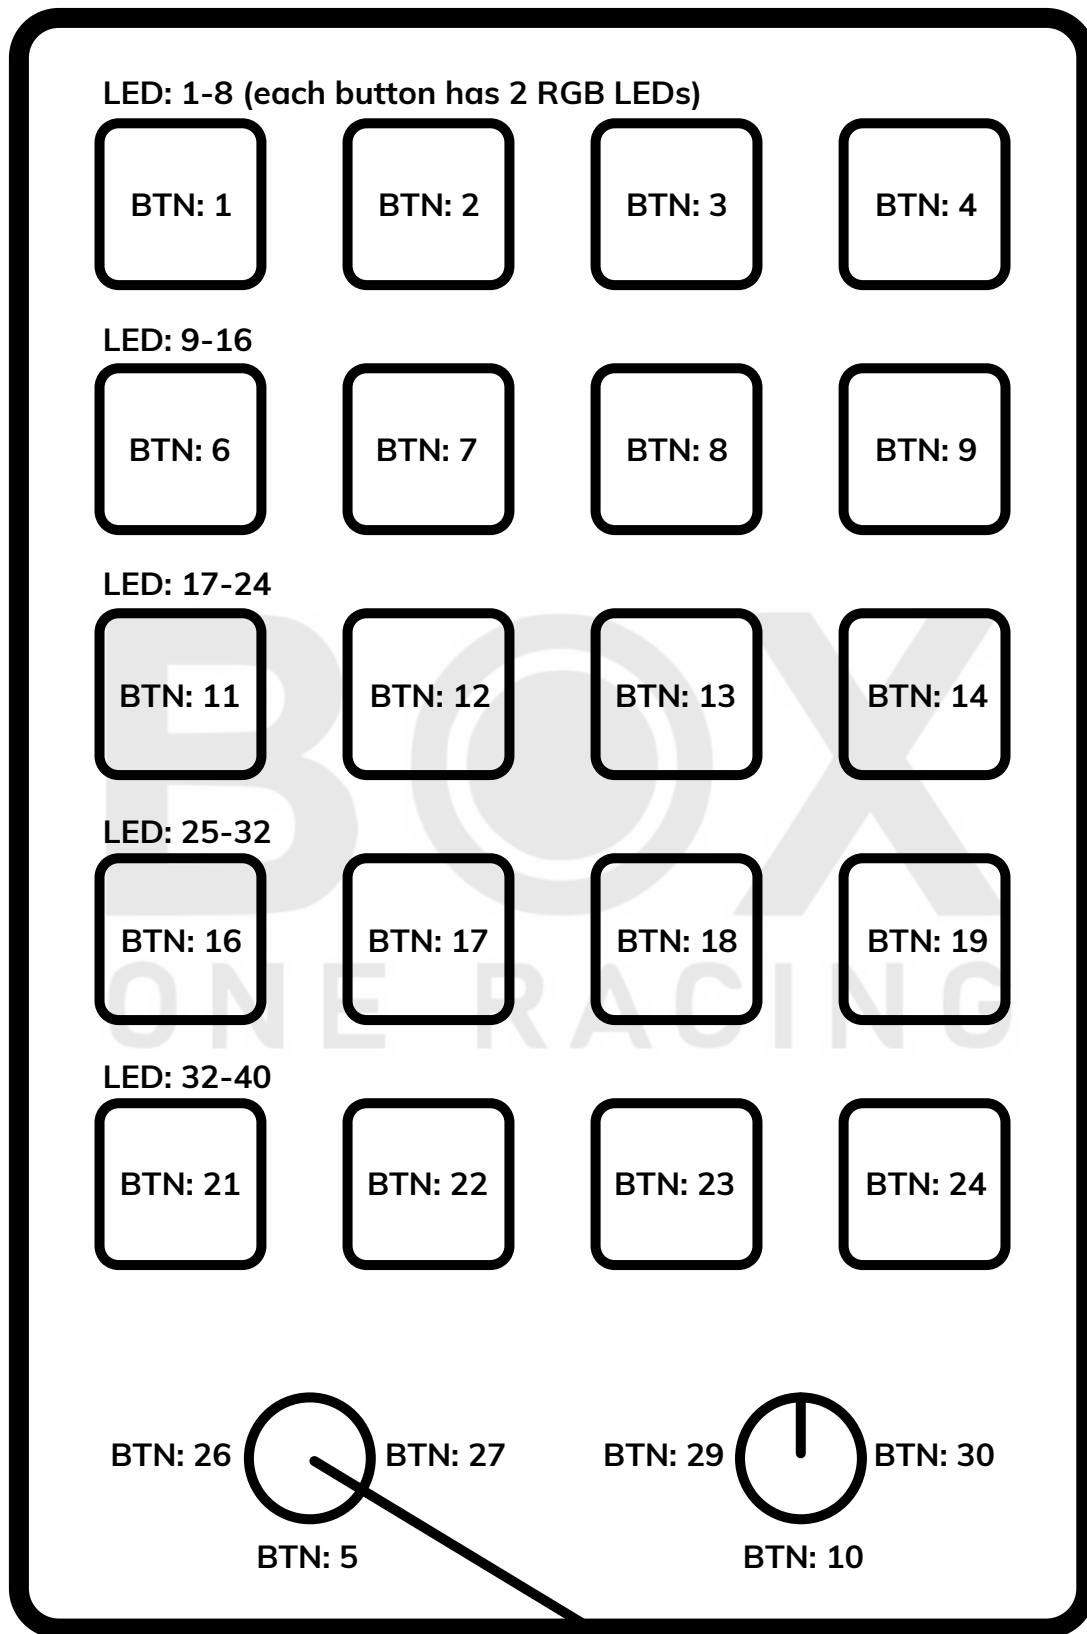 LED: 1-8 (each button has 2 RGB LEDs)
BTN: 1 BTN: 2 BTN: 3 BTN: 4
LED: 9-16
BTN: 6 BTN: 7 BTN: 8 BTN: 9
LED: 17-24
BTN: 11 BTN: 12 BTN: 13 BTN: 14
BOX
LED: 25-32
BTN: 16 BTN: 17 BTN: 18 BTN: 19
ONE RACING
LED: 32-40
BTN: 21 BTN: 22 BTN: 23 BTN: 24
BTN: 26 BTN: 27 BTN: 29 BTN: 30
BTN: 5 BTN: 10